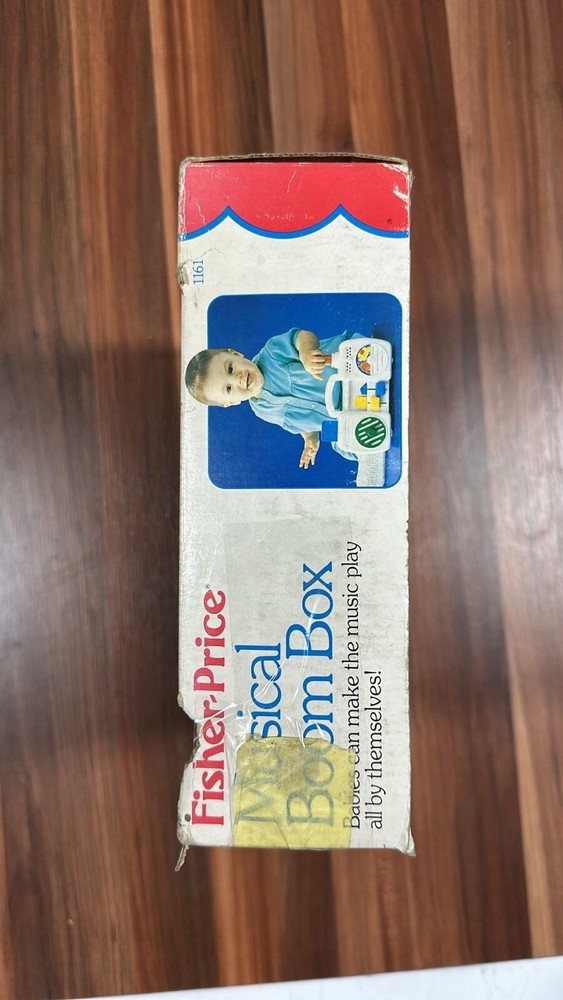 Fisher-Price®
Musical
Boom Box
Babies can make the music play
all by themselves!
1161